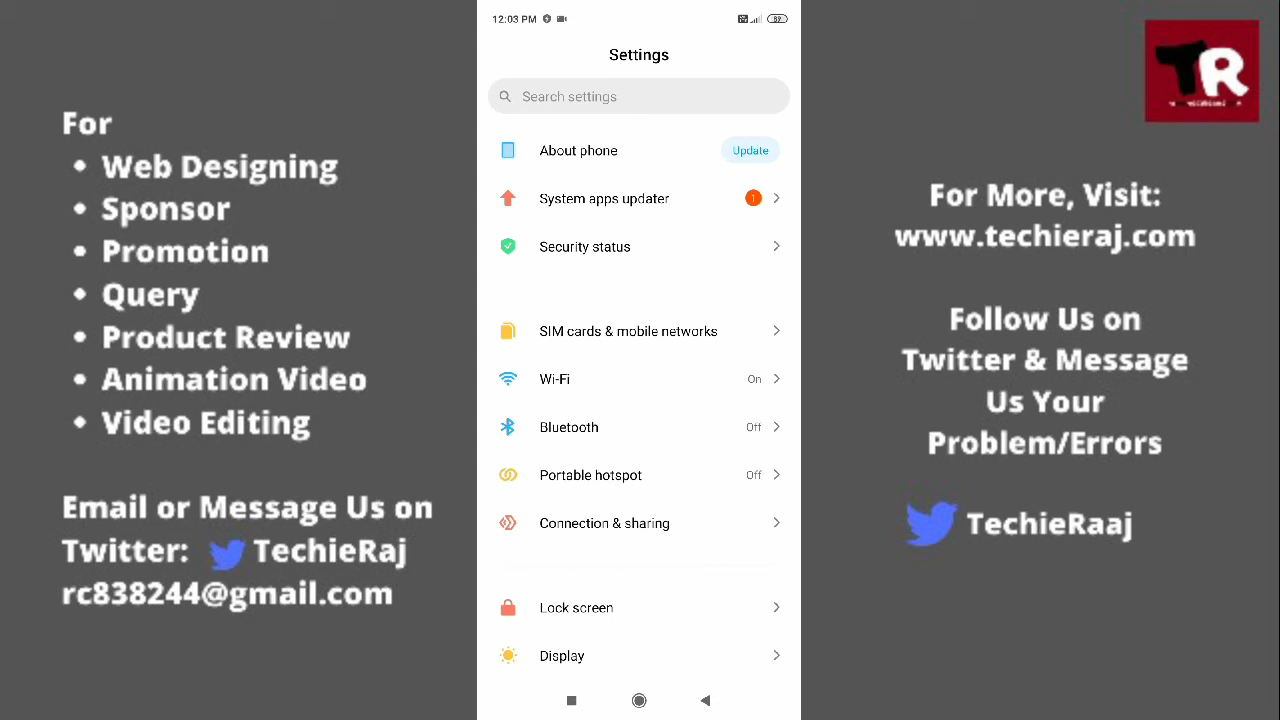 For
• Web Designing
• Sponsor
• Promotion
• Query
• Product Review
• Animation Video
• Video Editing
Email or Message Us on
Twitter: TechieRaj
rc838244@gmail.com
12:03 PM
89
Settings
Search settings
About phone
Update
System apps updater
1
Security status
SIM cards & mobile networks
Wi-Fi
On
Bluetooth
Off
Portable hotspot
Off
Connection & sharing
Lock screen
Display
TR
For More, Visit:
www.techieraj.com
Follow Us on
Twitter & Message
Us Your
Problem/Errors
TechieRaaj